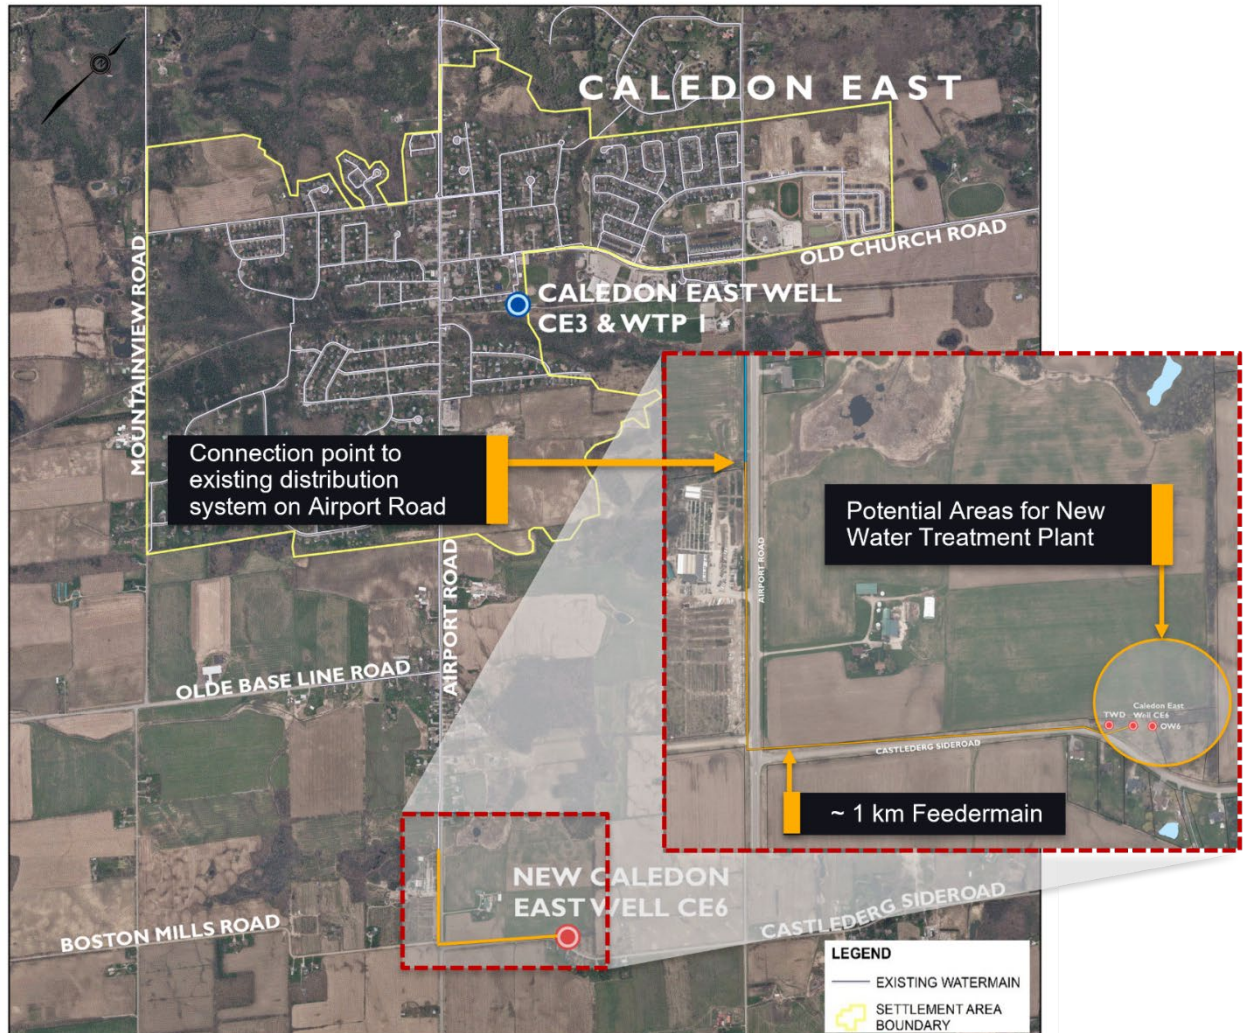 CALEDON EAST
OLD CHURCH ROAD
CALEDON EAST WELL
CE3 & WTP 1
MOUNTAINVIEW ROAD
Connection point to
existing distribution
system on Airport Road
Potential Areas for New
Water Treatment Plant
AIRPORT ROAD
AIRPORT ROAD
OLDE BASE LINE ROAD
TWD
Caledon East
Well CE6
OW6
CASTLEDERG SIDEROAD
~ 1 km Feedermain
NEW CALEDON
EAST WELL CE6
BOSTON MILLS ROAD
CASTLEDERG SIDEROAD
LEGEND
EXISTING WATERMAIN
SETTLEMENT AREA
BOUNDARY